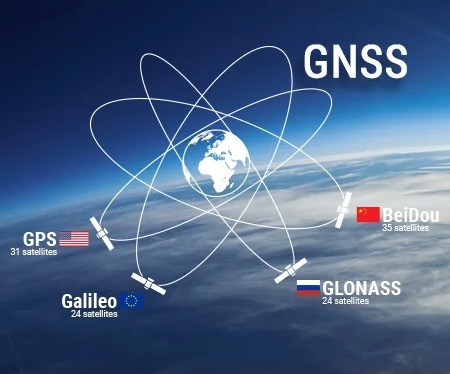 GNSS
BeiDou
35 satellites
GPS
31 satellites
GLONASS
24 satellites
Galileo
24 satellites